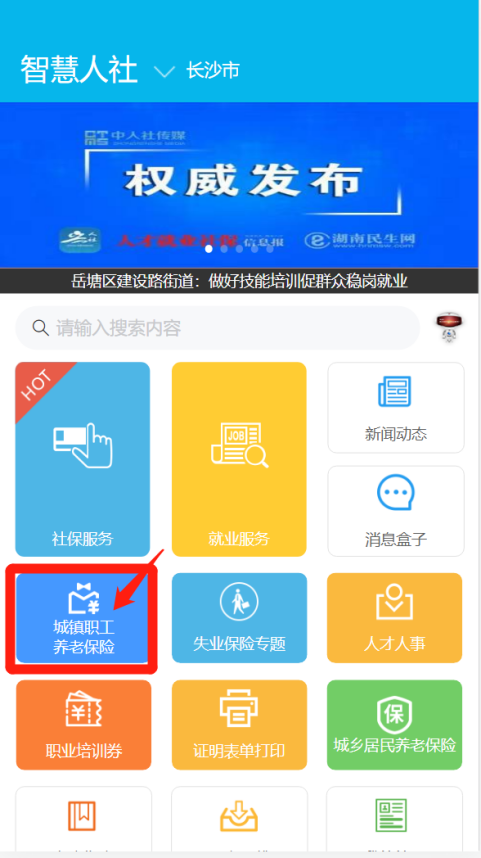 智慧人社
长沙市
中人社传媒
权威发布
信息报
湖南民生网
岳塘区建设路街道：做好技能培训促群众稳岗就业
请输入搜索内容
HOT
JOB
新闻动态
社保服务
就业服务
消息盒子
城镇职工
养老保险
失业保险专题
人才人事
保
职业培训券
证明表单打印
城乡居民养老保险